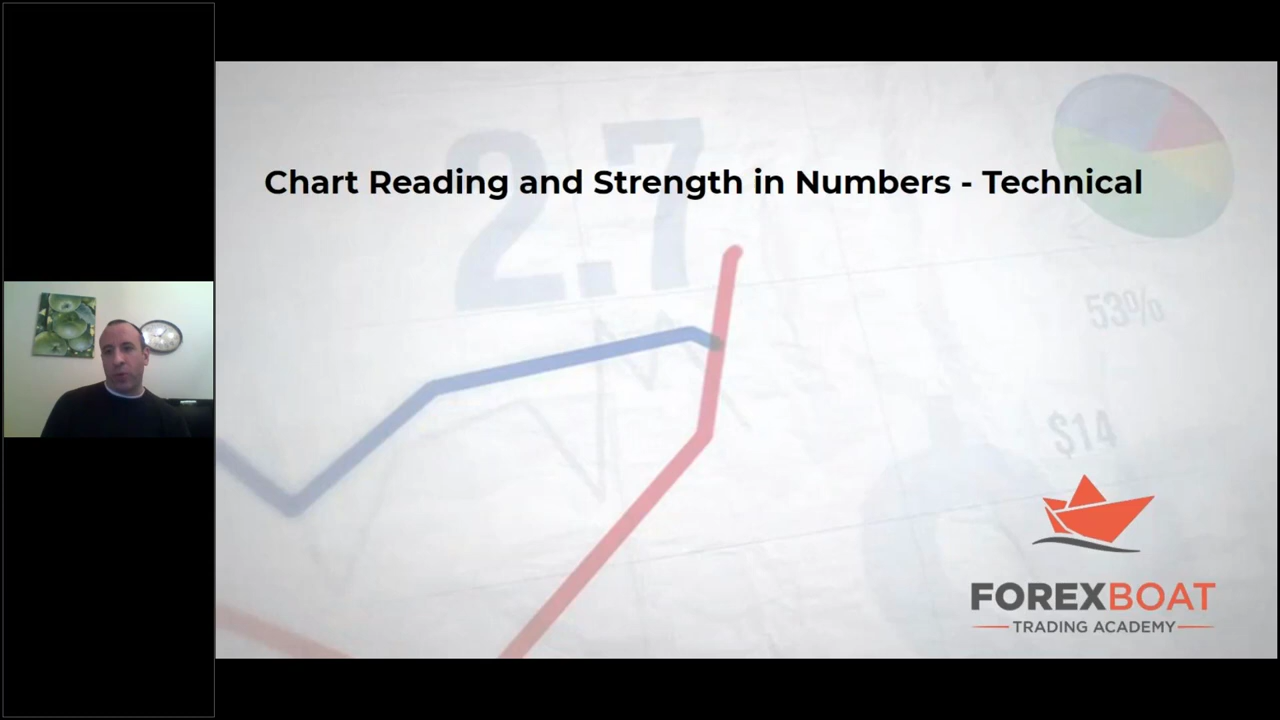 Chart Reading and Strength in Numbers - Technical
2.7
53%
$14
FOREXBOAT
TRADING ACADEMY